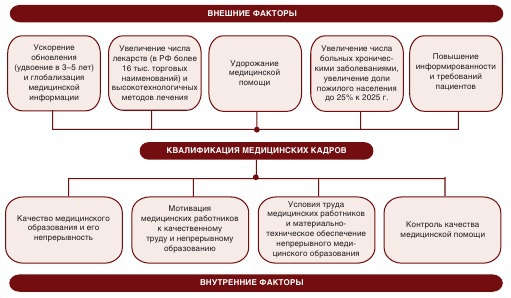 ВНЕШНИЕ ФАКТОРЫ
Ускорение
обновления
(удвоение в 3–5 лет)
и глобализация
медицинской
информации
Увеличение числа
лекарств (в РФ более
16 тыс. торговых
наименований) и
высокотехнологичных
методов лечения
Удорожание
медицинской
помощи
Увеличение числа
больных хроничес-
кими заболеваниями,
увеличение доли
пожилого населения
до 25% к 2025 г.
Повышение
информированности
и требований
пациентов
КВАЛИФИКАЦИЯ МЕДИЦИНСКИХ КАДРОВ
Качество медицинского
образования и его
непрерывность
Мотивация
медицинских работников
к качественному
труду и непрерывному
образованию
Условия труда
медицинских работников
и материально-
техническое обеспечение
непрерывного меди-
цинского образования
Контроль качества
медицинской помощи
ВНУТРЕННИЕ ФАКТОРЫ